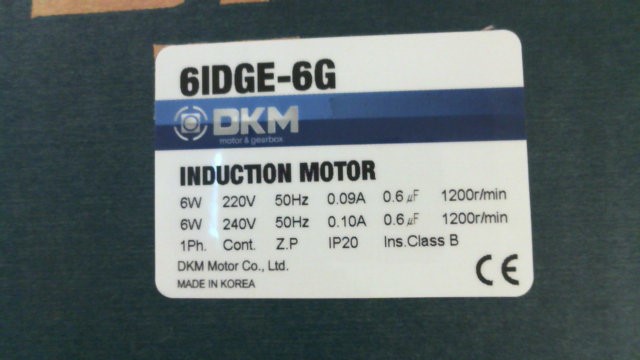 6IDGE-6G
DKM
motor & gearbox
INDUCTION MOTOR
6W 220V 50Hz 0.09A 0.6㎌ 1200r/min
6W 240V 50Hz 0.10A 0.6㎌ 1200r/min
1Ph. Cont. Z.P IP20 Ins.Class B
DKM Motor Co., Ltd.
MADE IN KOREA
CE